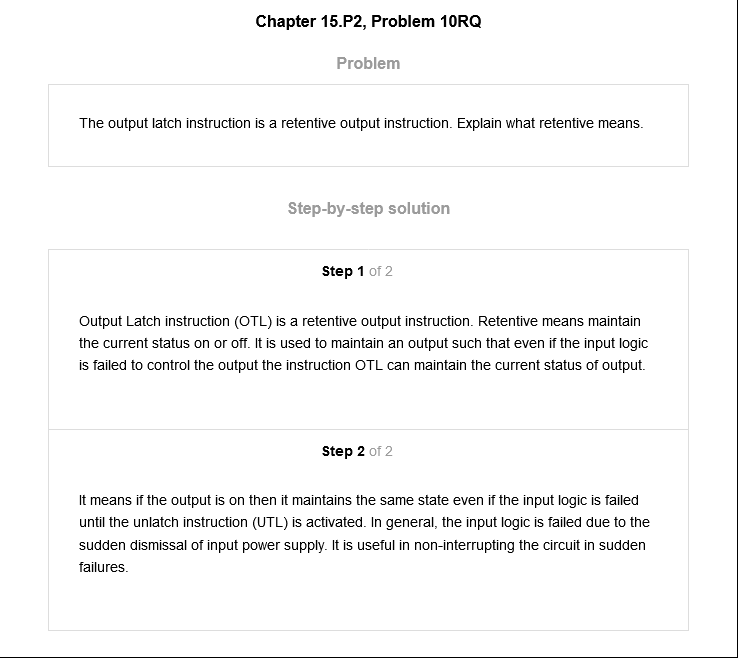 Chapter 15.P2, Problem 10RQ
Problem
The output latch instruction is a retentive output instruction. Explain what retentive means.
Step-by-step solution
Step 1 of 2
Output Latch instruction (OTL) is a retentive output instruction. Retentive means maintain
the current status on or off. It is used to maintain an output such that even if the input logic
is failed to control the output the instruction OTL can maintain the current status of output.
Step 2 of 2
It means if the output is on then it maintains the same state even if the input logic is failed
until the unlatch instruction (UTL) is activated. In general, the input logic is failed due to the
sudden dismissal of input power supply. It is useful in non-interrupting the circuit in sudden
failures.